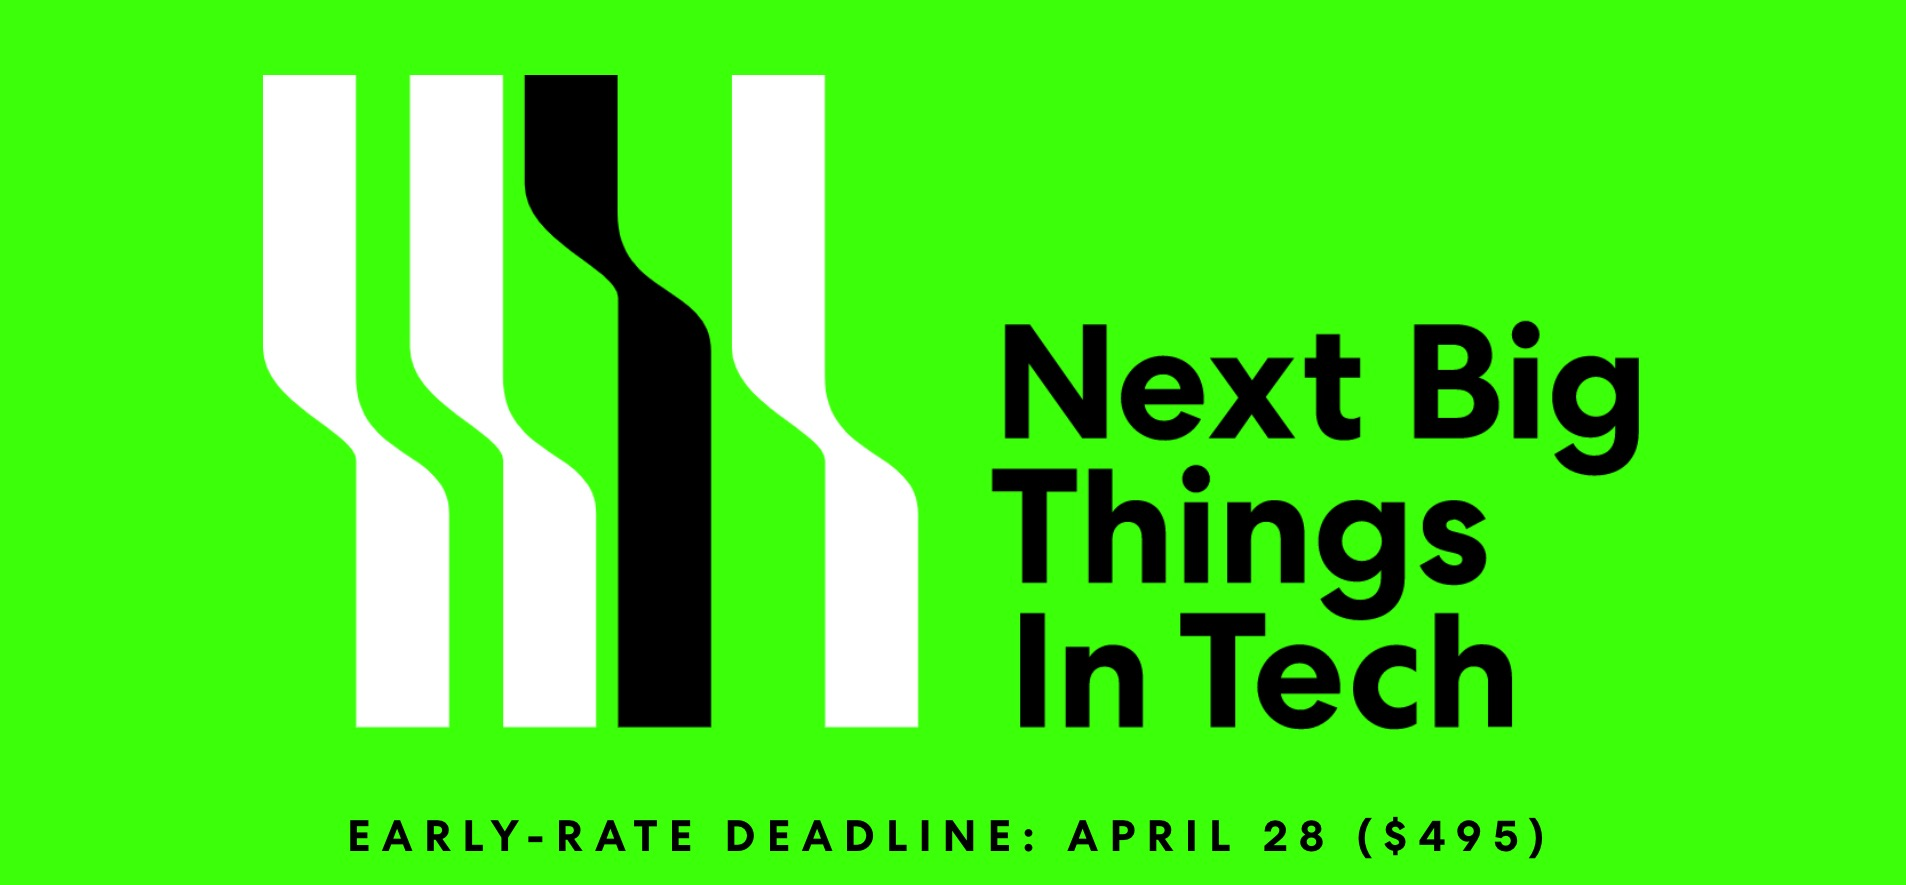 Next Big
Things
In Tech
EARLY-RATE DEADLINE: APRIL 28 ($495)